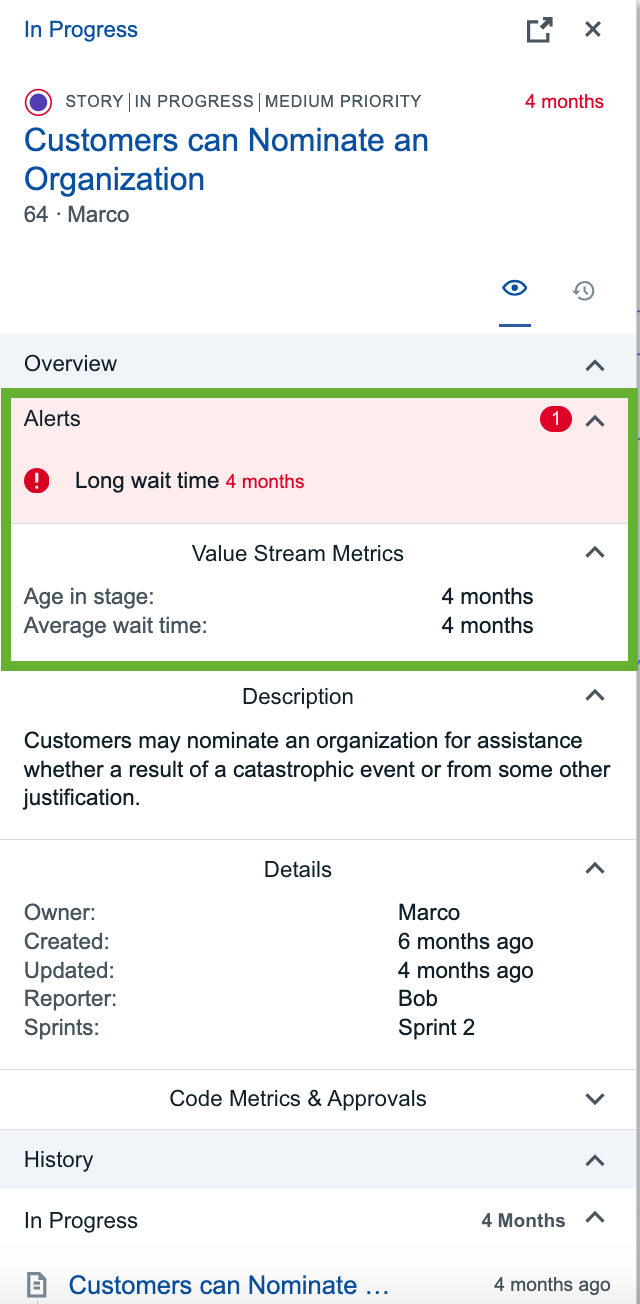 In Progress
STORY | IN PROGRESS | MEDIUM PRIORITY 4 months
Customers can Nominate an
Organization
64 · Marco
Overview
Alerts 1
! Long wait time 4 months
Value Stream Metrics
Age in stage: 4 months
Average wait time: 4 months
Description
Customers may nominate an organization for assistance
whether a result of a catastrophic event or from some other
justification.
Details
Owner: Marco
Created: 6 months ago
Updated: 4 months ago
Reporter: Bob
Sprints: Sprint 2
Code Metrics & Approvals
History
In Progress 4 Months
Customers can Nominate … 4 months ago